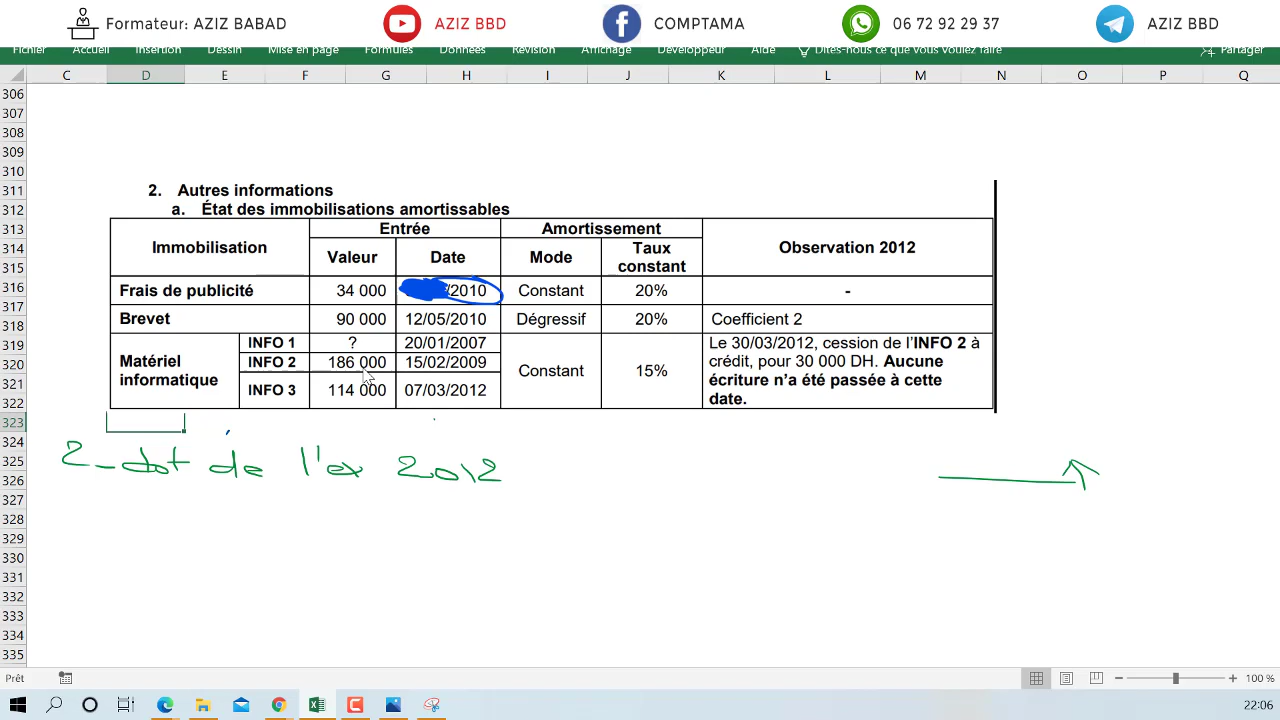 Formateur: AZIZ BABAD AZIZ BBD COMPTAMA 06 72 92 29 37 AZIZ BBD
Fichier Accueil Insertion Dessin Mise en page Formules Données Révision Affichage Développeur Aide Dites-nous ce que vous voulez faire Partager
C D E F G H I J K L M N O P Q
306
307
308
309
310
311 2. Autres informations
312 a. État des immobilisations amortissables
313 Entrée Amortissement
314 Immobilisation Valeur Date Mode Taux constant Observation 2012
315
316 Frais de publicité 34 000 /2010 Constant 20% -
317
318 Brevet 90 000 12/05/2010 Dégressif 20% Coefficient 2
319 Matériel informatique INFO 1 ? 20/01/2007 Constant 15% Le 30/03/2012, cession de l'INFO 2 à
320 INFO 2 186 000 15/02/2009 crédit, pour 30 000 DH. Aucune
321 INFO 3 114 000 07/03/2012 écriture n'a été passée à cette
322 date.
323
324
325 2-dot de l'ex 2012
326
327
328
329
330
331
332
333
334
335
Prêt 100 %
22:06